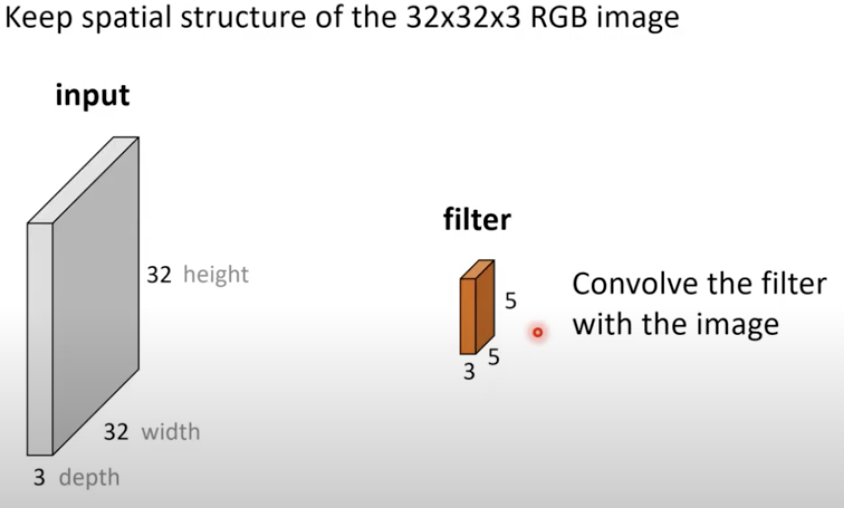 Keep spatial structure of the 32x32x3 RGB image
input
32 height
32 width
3 depth
filter
5
5
3
Convolve the filter
with the image